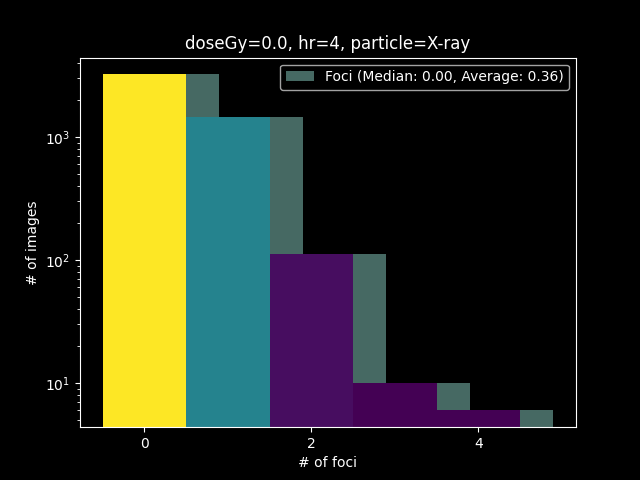 doseGy=0.0, hr=4, particle=X-ray
Foci (Median: 0.00, Average: 0.36)
10³
10²
10¹
# of images
0 2 4
# of foci